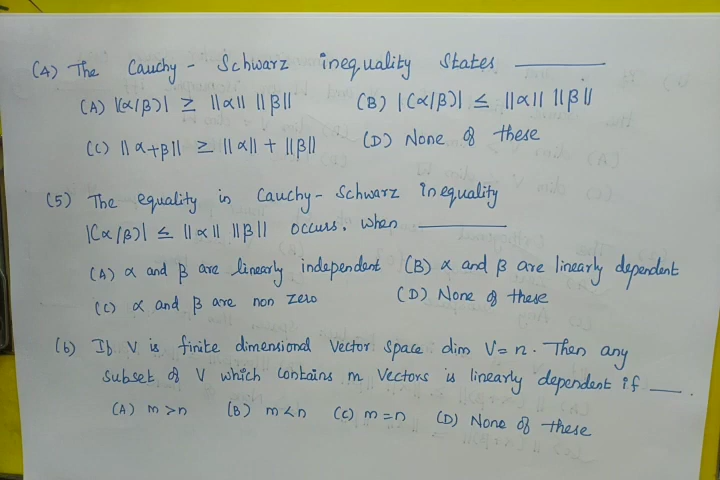 (4) The Cauchy - Schwarz inequality States ______
(A) |(α/β)| ≥ ||α|| ||β|| (B) |(α/β)| ≤ ||α|| ||β||
(C) ||α+β|| ≥ ||α|| + ||β|| (D) None of these
(5) The equality in Cauchy - Schwarz inequality
|(α/β)| ≤ ||α|| ||β|| occurs. when ______
(A) α and β are linearly independent (B) α and β are linearly dependent
(C) α and β are non zero (D) None of these
(6) If V is finite dimensional Vector Space dim V = n. Then any
Subset of V which Contains m Vectors is linearly dependent if ___.
(A) m > n (B) m < n (C) m = n (D) None of these